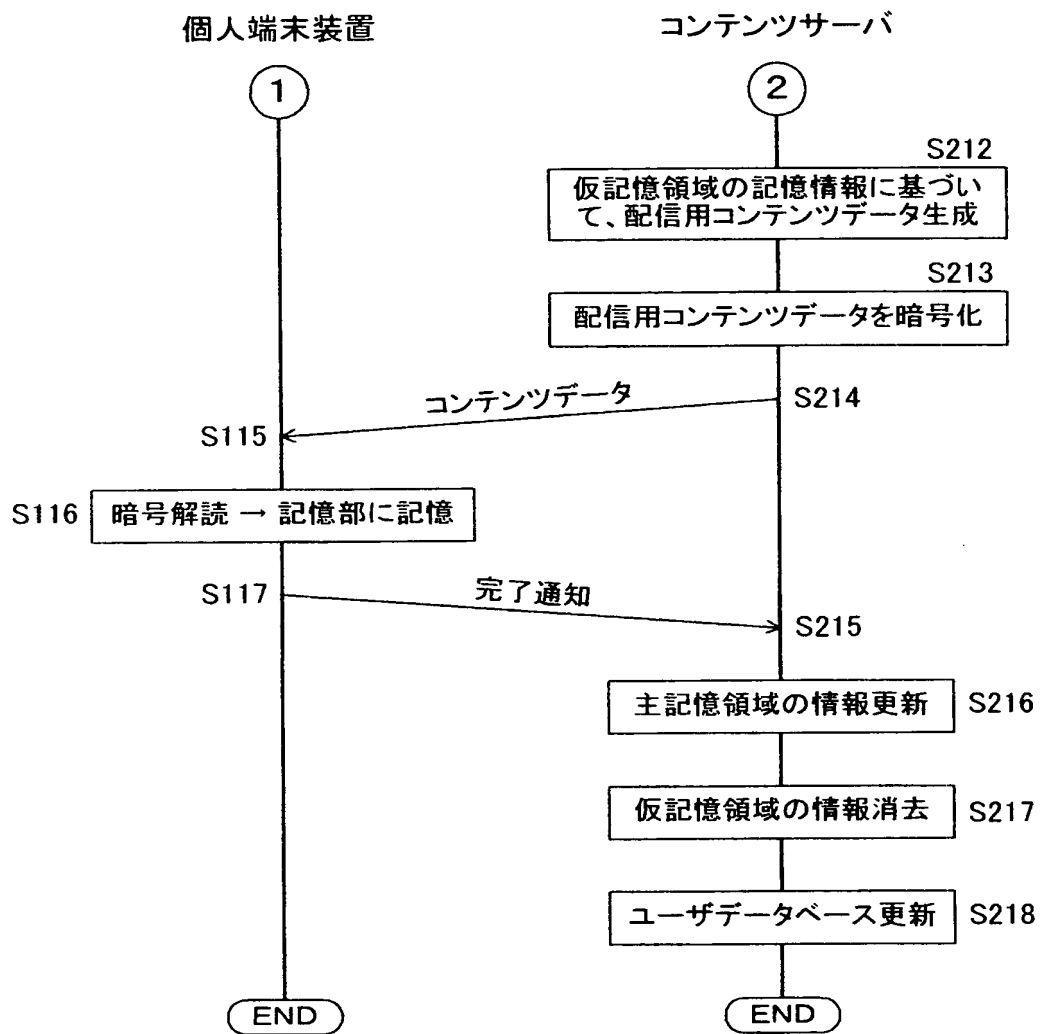 個人端末装置
コンテンツサーバ
1
2
S212
仮記憶領域の記憶情報に基づい
て、配信用コンテンツデータ生成
S213
配信用コンテンツデータを暗号化
コンテンツデータ
S214
S115
S116
暗号解読 → 記憶部に記憶
S117
完了通知
S215
主記憶領域の情報更新
S216
仮記憶領域の情報消去
S217
ユーザデータベース更新
S218
END
END